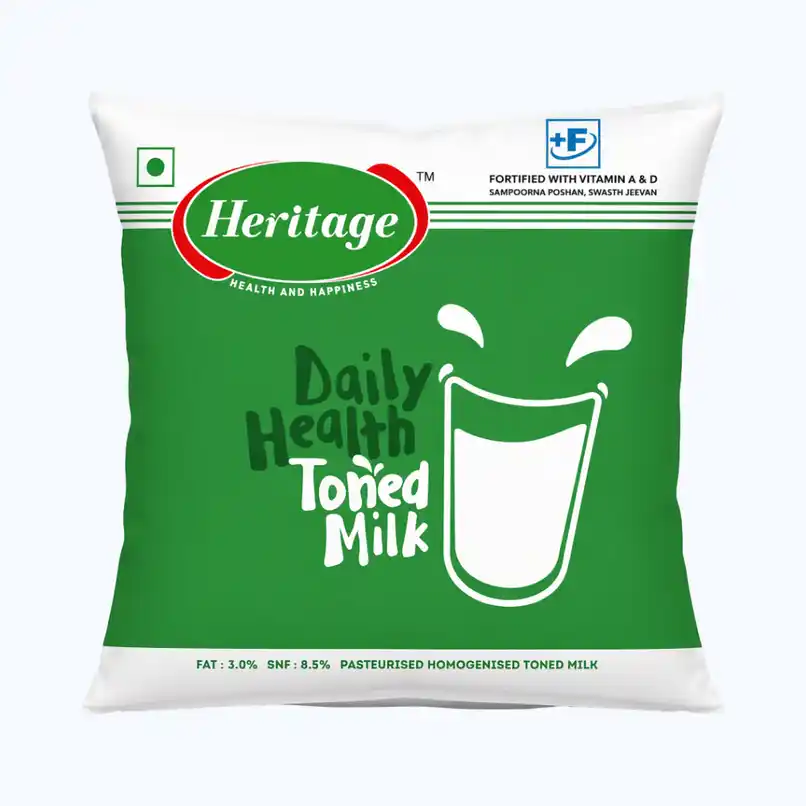 +F
FORTIFIED WITH VITAMIN A & D
SAMPOORNA POSHAN, SWASTH JEEVAN
Heritage
TM
HEALTH AND HAPPINESS
Daily
Health
Toned
Milk
FAT : 3.0% SNF : 8.5% PASTEURISED HOMOGENISED TONED MILK